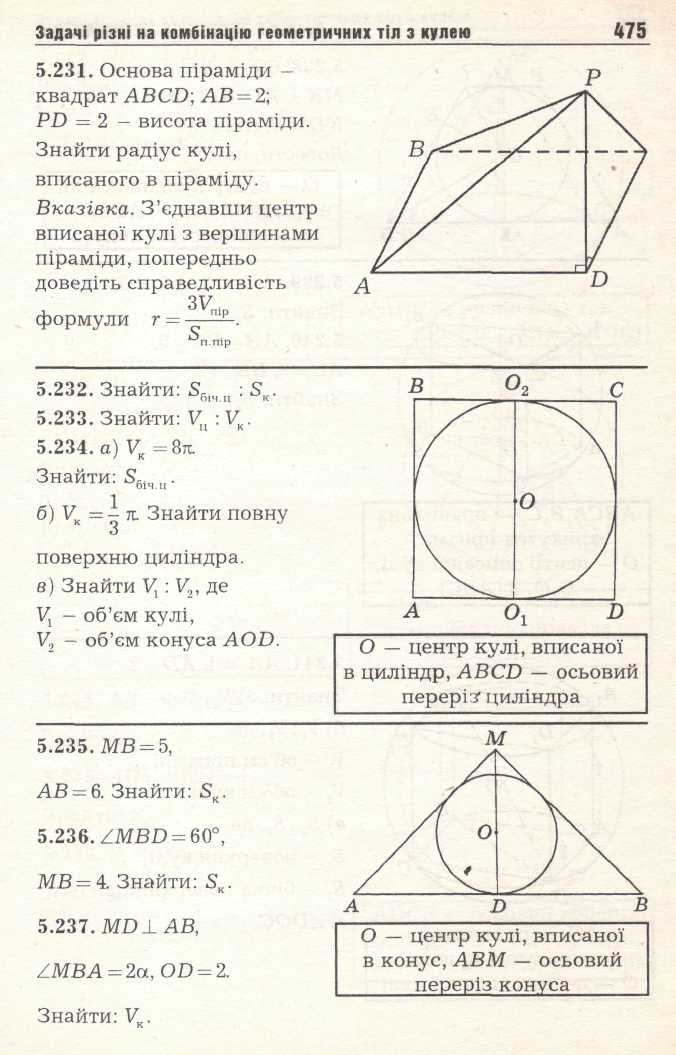 Задачі різні на комбінацію геометричних тіл з кулею 475
5.231. Основа піраміди –
квадрат ABCD; AB = 2;
PD = 2 – висота піраміди.
Знайти радіус кулі,
вписаного в піраміду.
Вказівка. З'єднавши центр
вписаної кулі з вершинами
піраміди, попередньо
доведіть справедливість
формули r = 3Vпір / Sп.пір.
P
B
A
D
5.232. Знайти: Sбіч.ц : Sк.
5.233. Знайти: Vц : Vк.
5.234. а) Vк = 8π.
Знайти: Sбіч.ц.
б) Vк = 1/3 π. Знайти повну
поверхню циліндра.
в) Знайти V₁ : V₂, де
V₁ – об'єм кулі,
V₂ – об'єм конуса AOD.
B O₂ C
O
A O₁ D
O — центр кулі, вписаної
в циліндр, ABCD — осьовий
переріз циліндра
5.235. MB = 5,
AB = 6. Знайти: Sк.
5.236. ∠MBD = 60°,
MB = 4. Знайти: Sк.
5.237. MD ⊥ AB,
∠MBA = 2α, OD = 2.
Знайти: Vк.
M
O
A D B
O — центр кулі, вписаної
в конус, ABM — осьовий
переріз конуса